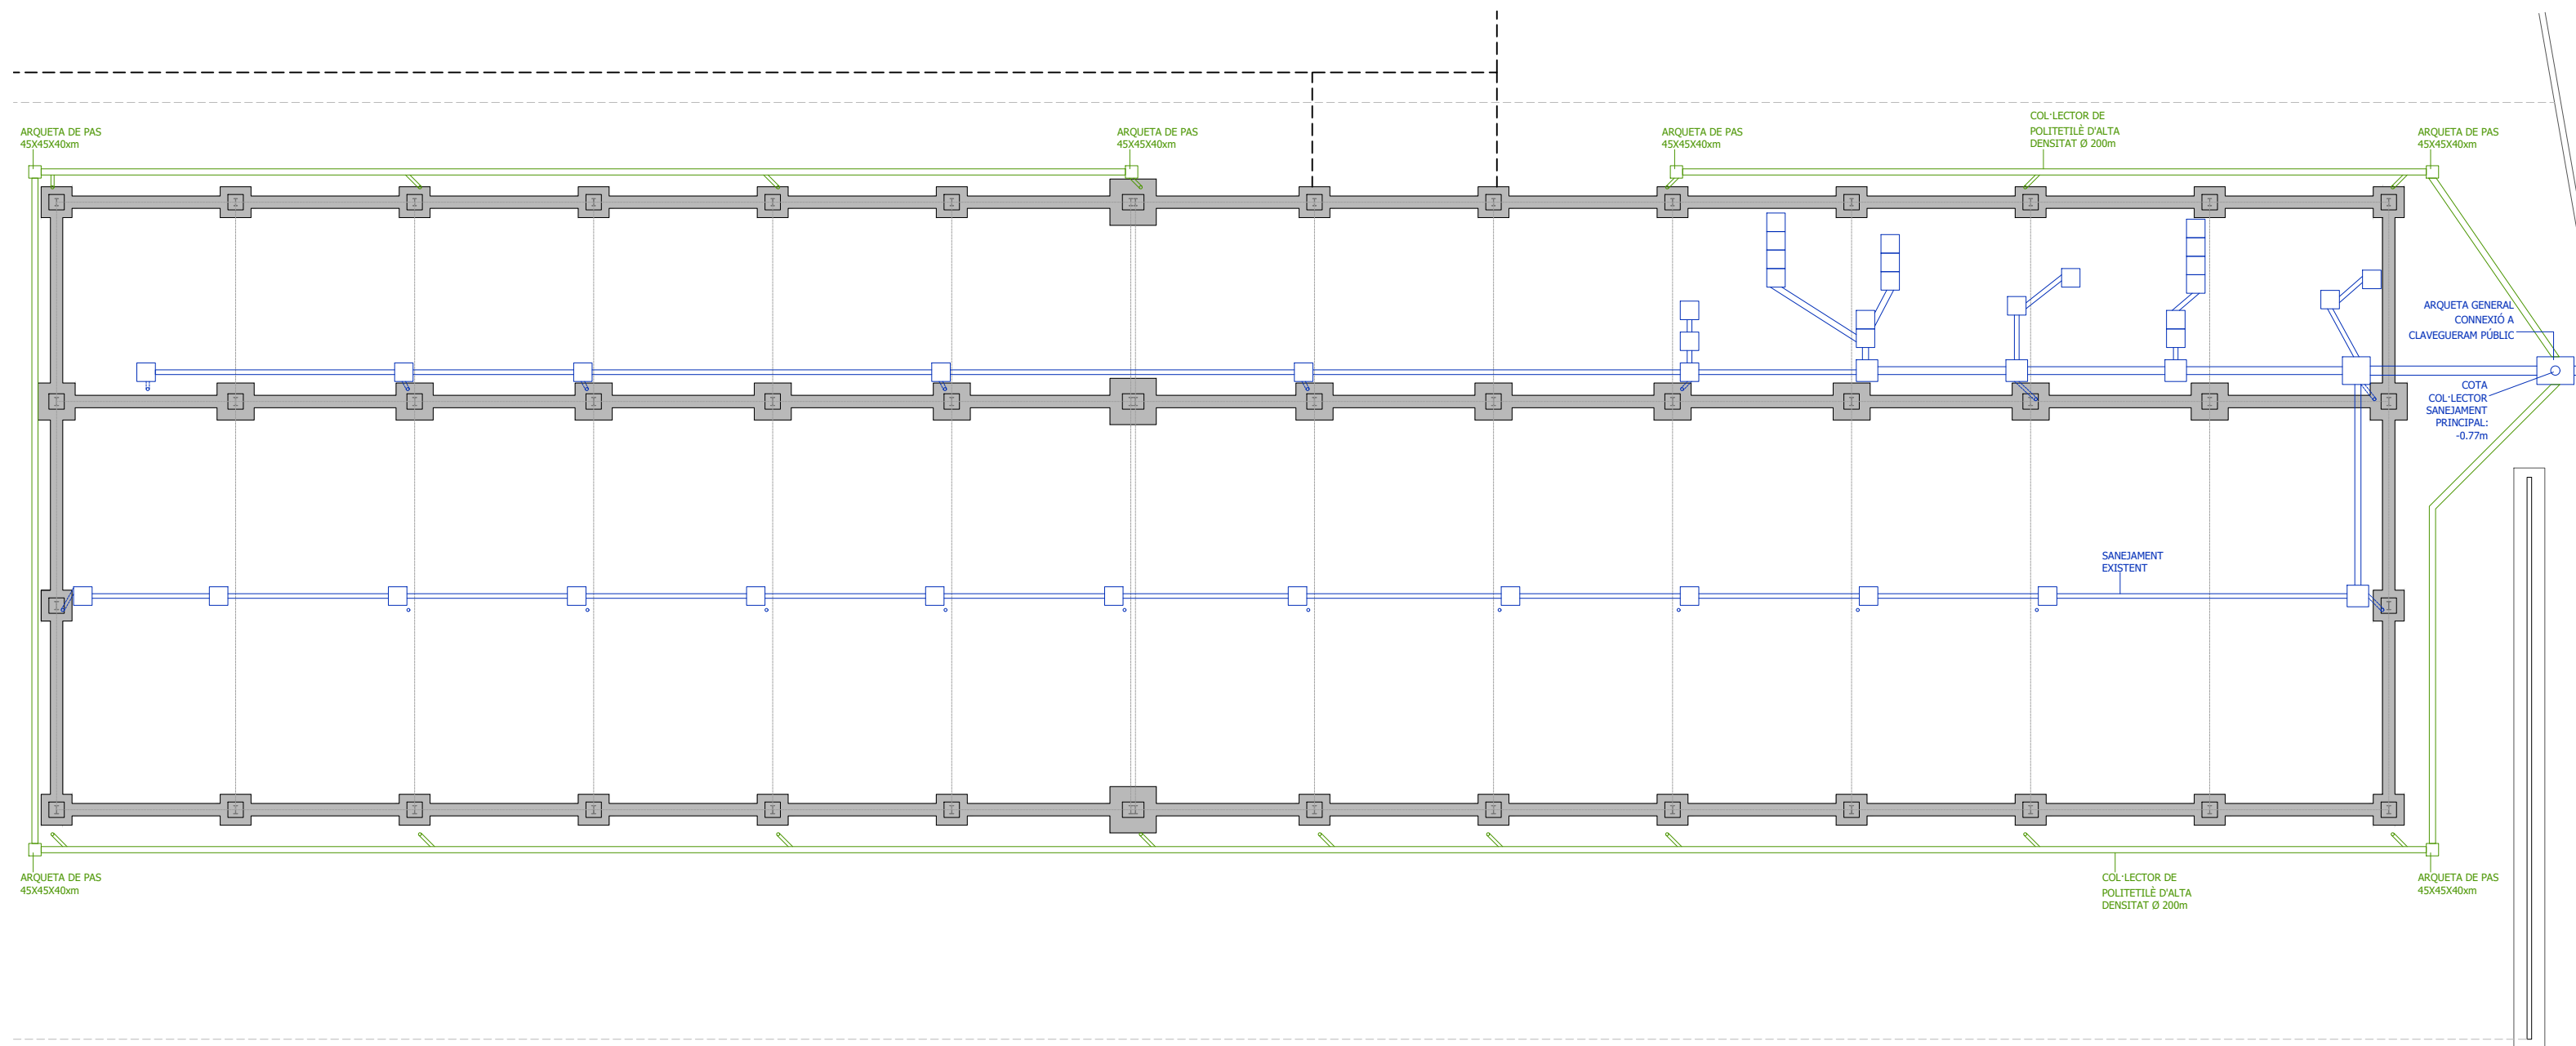 ARQUETA DE PAS
45X45X40xm
ARQUETA DE PAS
45X45X40xm
ARQUETA DE PAS
45X45X40xm
COL·LECTOR DE
POLITETILÈ D'ALTA
DENSITAT Ø 200m
ARQUETA DE PAS
45X45X40xm
ARQUETA GENERAL
CONNEXIÓ A
CLAVEGUERAM PÚBLIC
COTA
COL·LECTOR
SANEJAMENT
PRINCIPAL:
-0.77m
SANEJAMENT
EXISTENT
ARQUETA DE PAS
45X45X40xm
COL·LECTOR DE
POLITETILÈ D'ALTA
DENSITAT Ø 200m
ARQUETA DE PAS
45X45X40xm